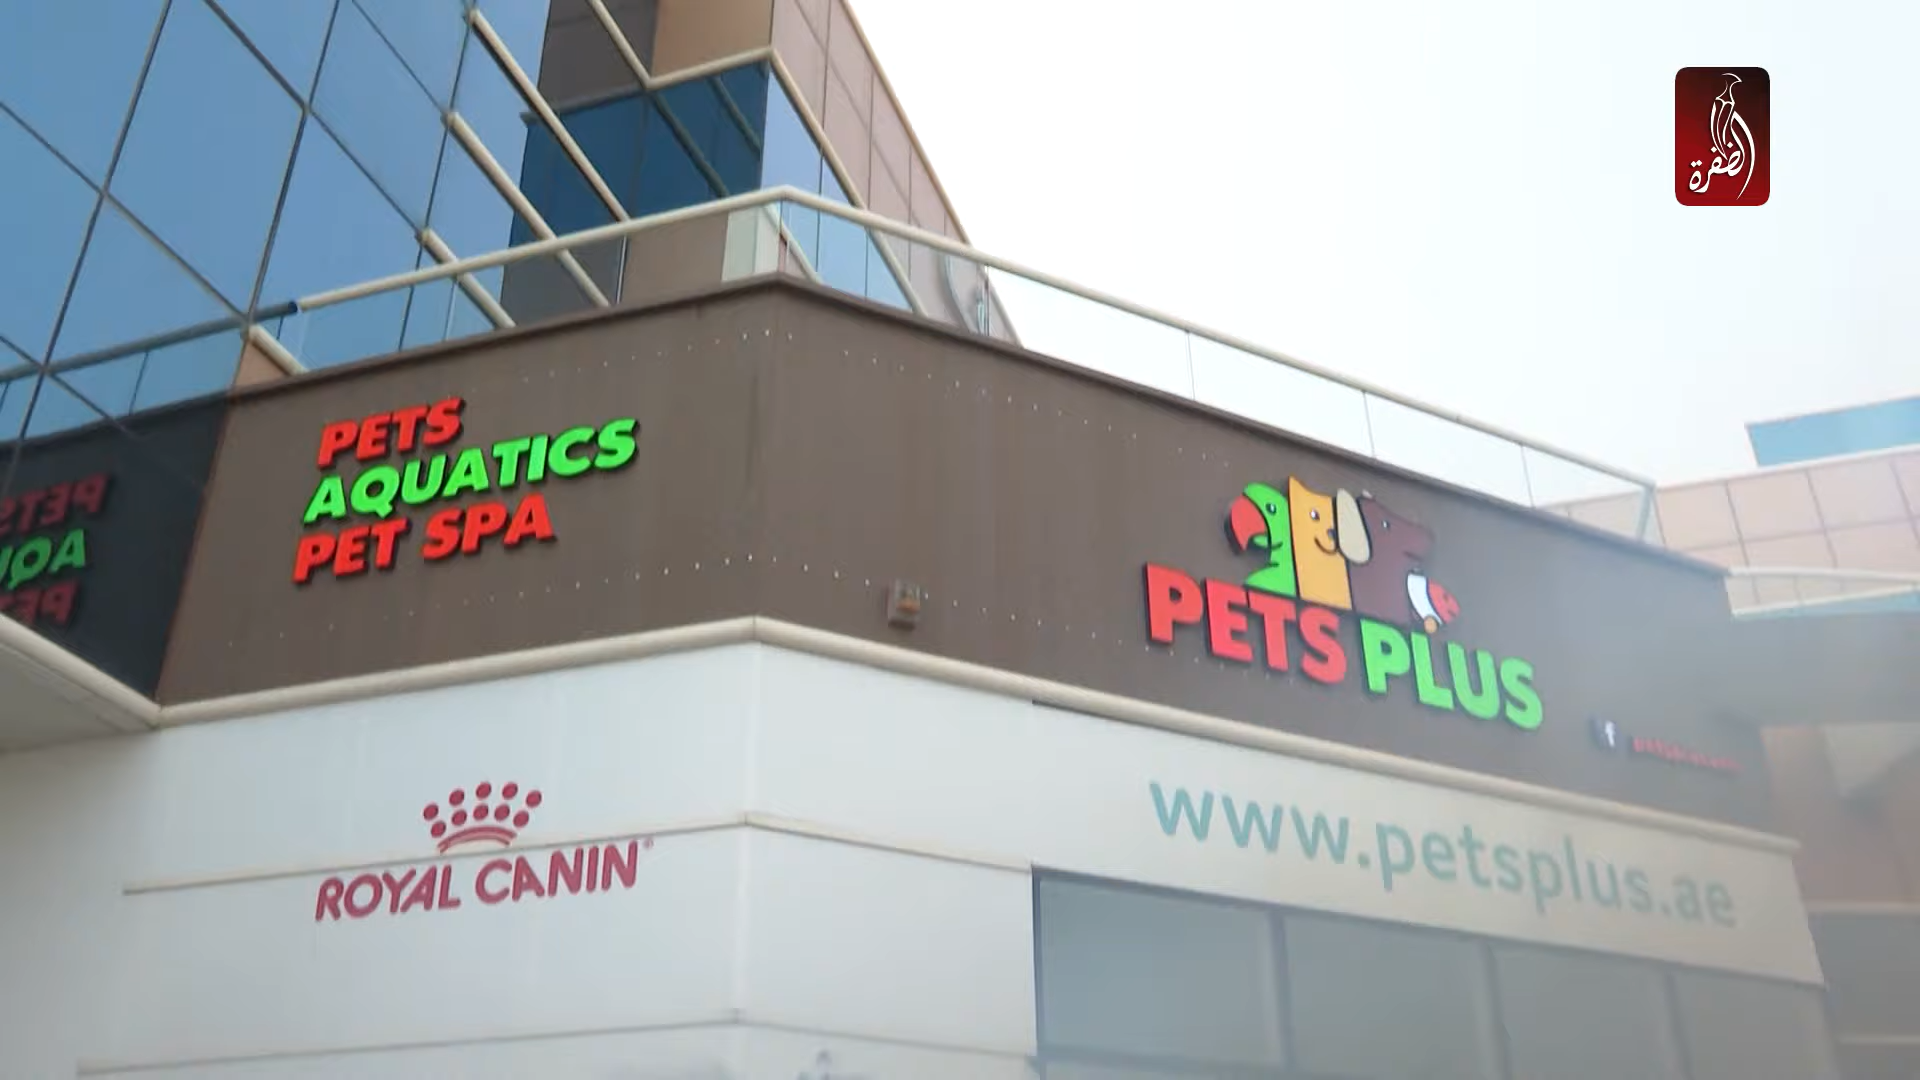 الظفرة
PETS
AQUATICS
PET SPA
PETS PLUS
f
ROYAL CANIN
www.petsplus.ae